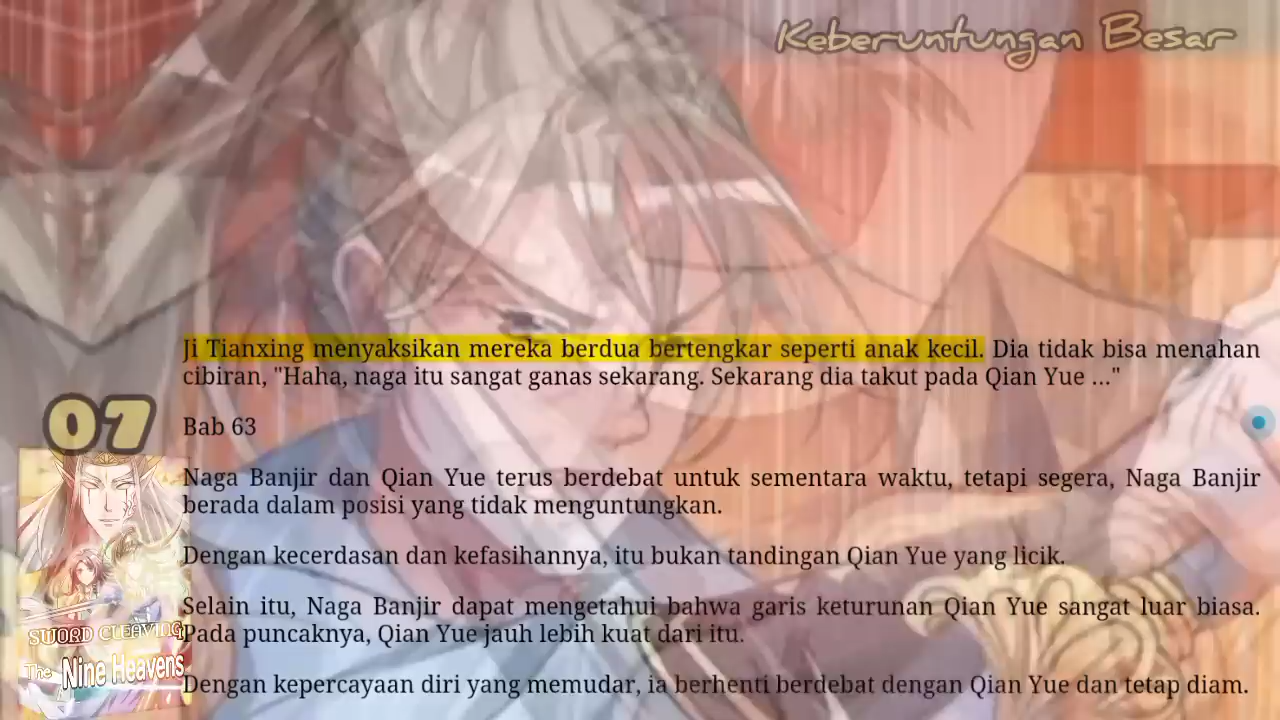 Keberuntungan Besar
Ji Tianxing menyaksikan mereka berdua bertengkar seperti anak kecil. Dia tidak bisa menahan
cibiran, "Haha, naga itu sangat ganas sekarang. Sekarang dia takut pada Qian Yue ..."
07
Bab 63
Naga Banjir dan Qian Yue terus berdebat untuk sementara waktu, tetapi segera, Naga Banjir
berada dalam posisi yang tidak menguntungkan.
Dengan kecerdasan dan kefasihannya, itu bukan tandingan Qian Yue yang licik.
Selain itu, Naga Banjir dapat mengetahui bahwa garis keturunan Qian Yue sangat luar biasa.
Pada puncaknya, Qian Yue jauh lebih kuat dari itu.
SWORD CLEAVING
The Nine Heavens
Dengan kepercayaan diri yang memudar, ia berhenti berdebat dengan Qian Yue dan tetap diam.